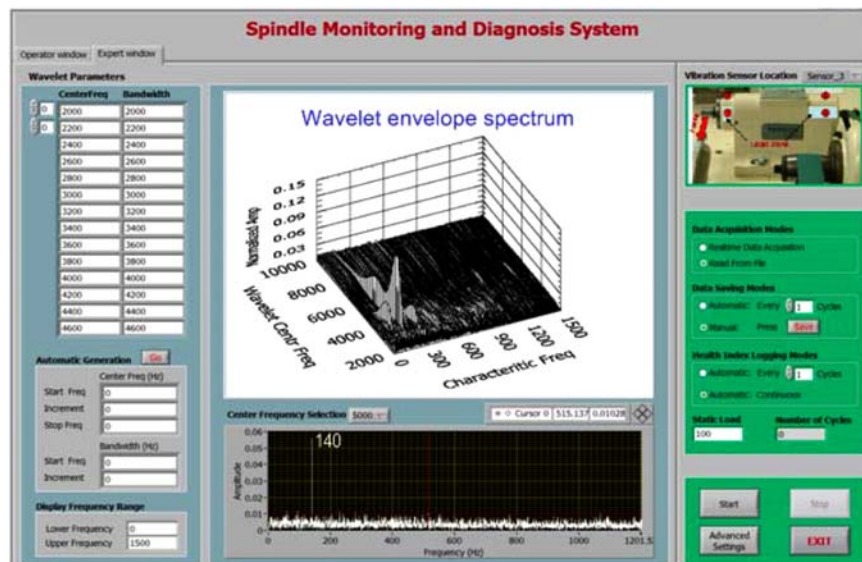 Spindle Monitoring and Diagnosis System
Operator window Expert window
Wavelet Parameters
CenterFreq Bandwidth
0 2000 2000
0 2200 2200
2400 2400
2600 2600
2800 2800
3000 3000
3200 3200
3400 3400
3600 3600
3800 3800
4000 4000
4200 4200
4400 4400
4600 4600
Automatic Generation Go
Center Freq (Hz)
Start Freq 0
Increment 0
Stop Freq 0
Bandwidth (Hz)
Start Freq 0
Increment 0
Display Frequency Range
Lower Frequency 0
Upper Frequency 1500
Wavelet envelope spectrum
Normalized Amp
0.15
0.12
0.09
0.06
0.03
Wavelet Centr Freq
10000
8000
6000
4000
2000
0 300 600 900 1200 1500
Characteritic Freq
Center Frequency Selection 5000
Cursor 0 515.137 0.01028
Amplitude
0.06
0.05
0.04
0.03
0.02
0.01
0
140
0 200 400 600 800 1000 1201.52
Frequency (Hz)
Vibration Sensor Location Sensor_3
Data Acquisition Modes
Realtime Data Acquisition
Read From File
Data Saving Modes
Automatic: Every 1 Cycles
Manual: Press Save
Health Index Logging Modes
Automatic: Every 1 Cycles
Automatic: Continuous
Static Load Number of Cycles
100 0
Start Stop
Advanced Settings EXIT